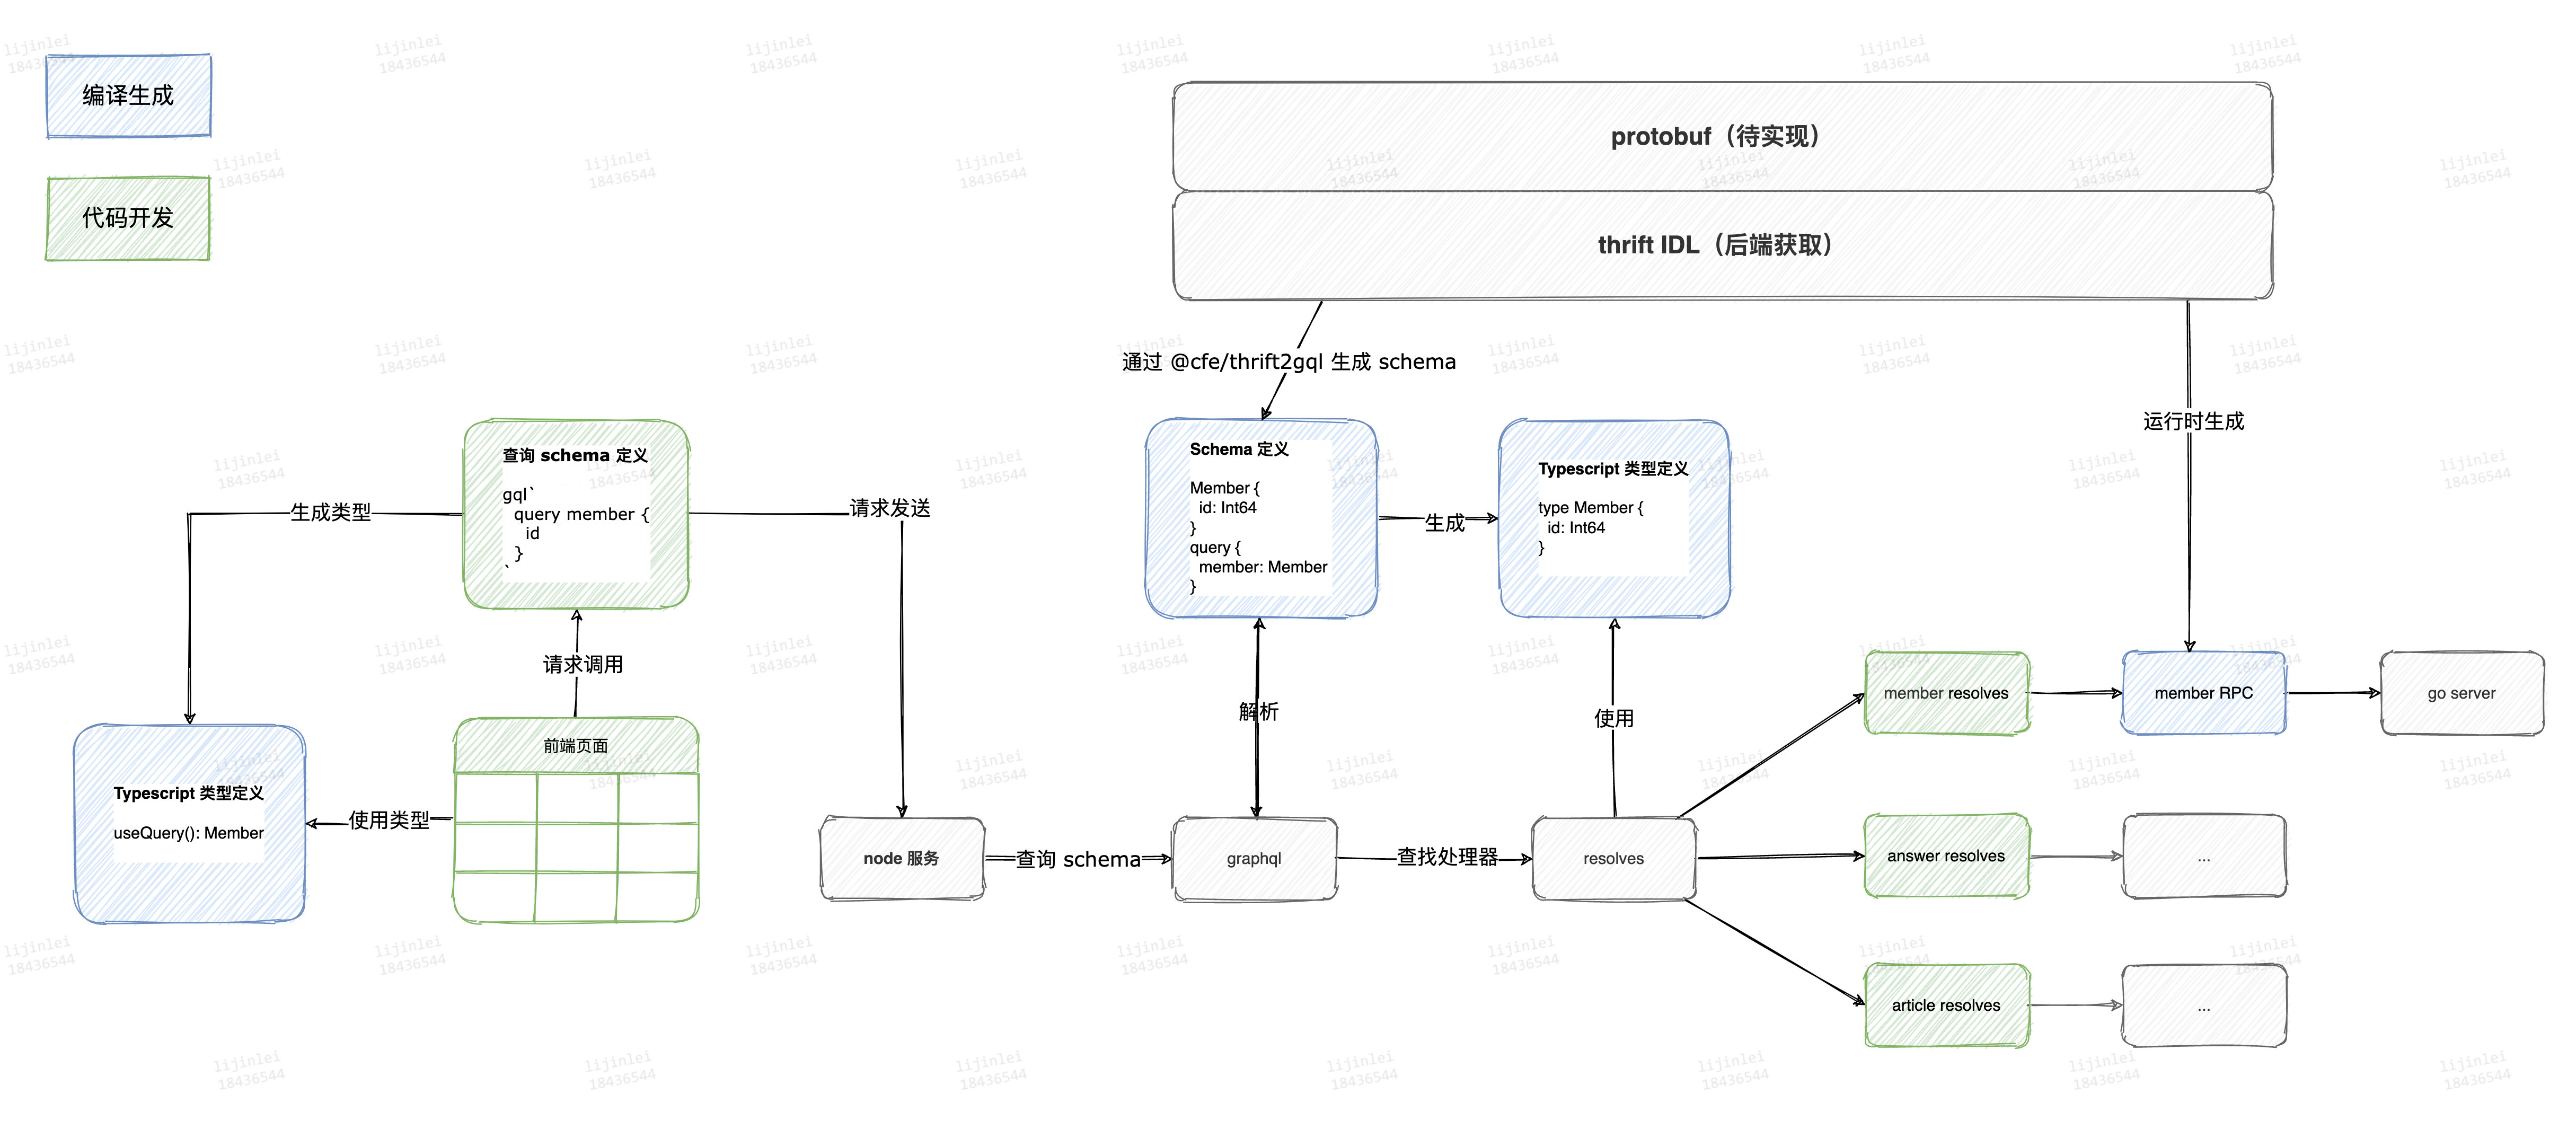 编译生成
代码开发
protobuf（待实现）
thrift IDL（后端获取）
通过 @cfe/thrift2gql 生成 schema
运行时生成
查询 schema 定义
gql`
query member {
id
}
`
生成类型
请求发送
Schema 定义
Member {
id: Int64
}
query {
member: Member
}
生成
Typescript 类型定义
type Member {
id: Int64
}
请求调用
解析
使用
member resolves
member RPC
go server
前端页面
Typescript 类型定义
useQuery(): Member
使用类型
node 服务
查询 schema
graphql
查找处理器
resolves
answer resolves
...
article resolves
...
lijinlei
18436544